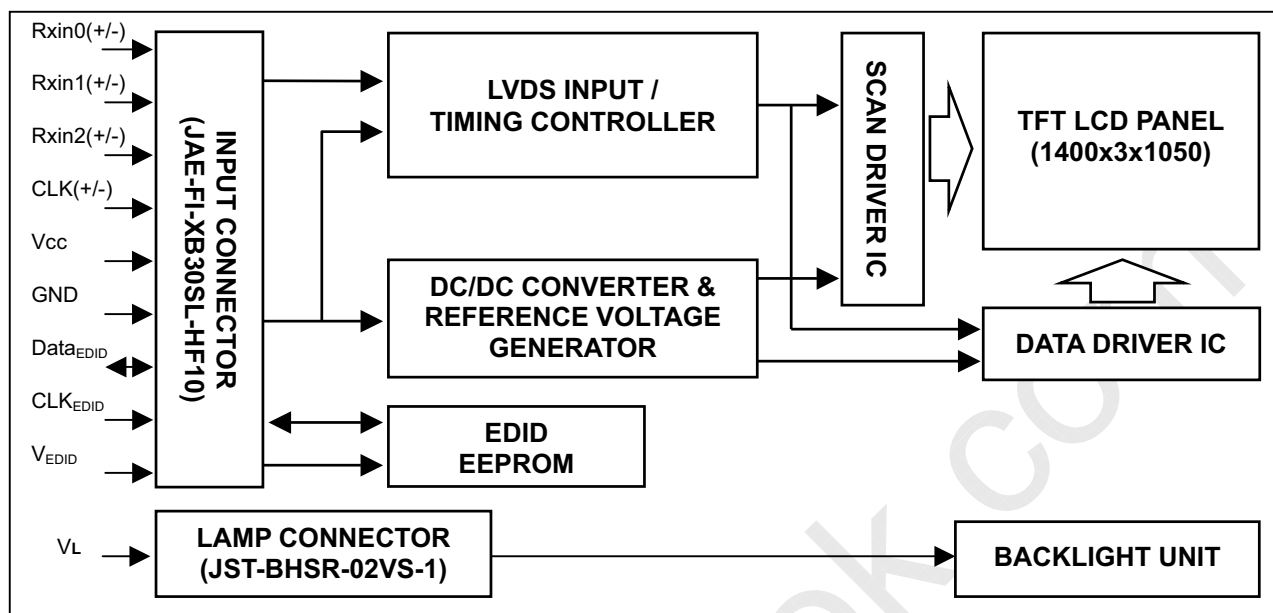 Rxin0(+/-)
Rxin1(+/-)
Rxin2(+/-)
CLK(+/-)
Vcc
GND
DataEDID
CLKEDID
VEDID
VL
INPUT CONNECTOR
(JAE-FI-XB30SL-HF10)
LVDS INPUT /
TIMING CONTROLLER
DC/DC CONVERTER &
REFERENCE VOLTAGE
GENERATOR
EDID
EEPROM
SCAN DRIVER IC
TFT LCD PANEL
(1400x3x1050)
DATA DRIVER IC
LAMP CONNECTOR
(JST-BHSR-02VS-1)
BACKLIGHT UNIT